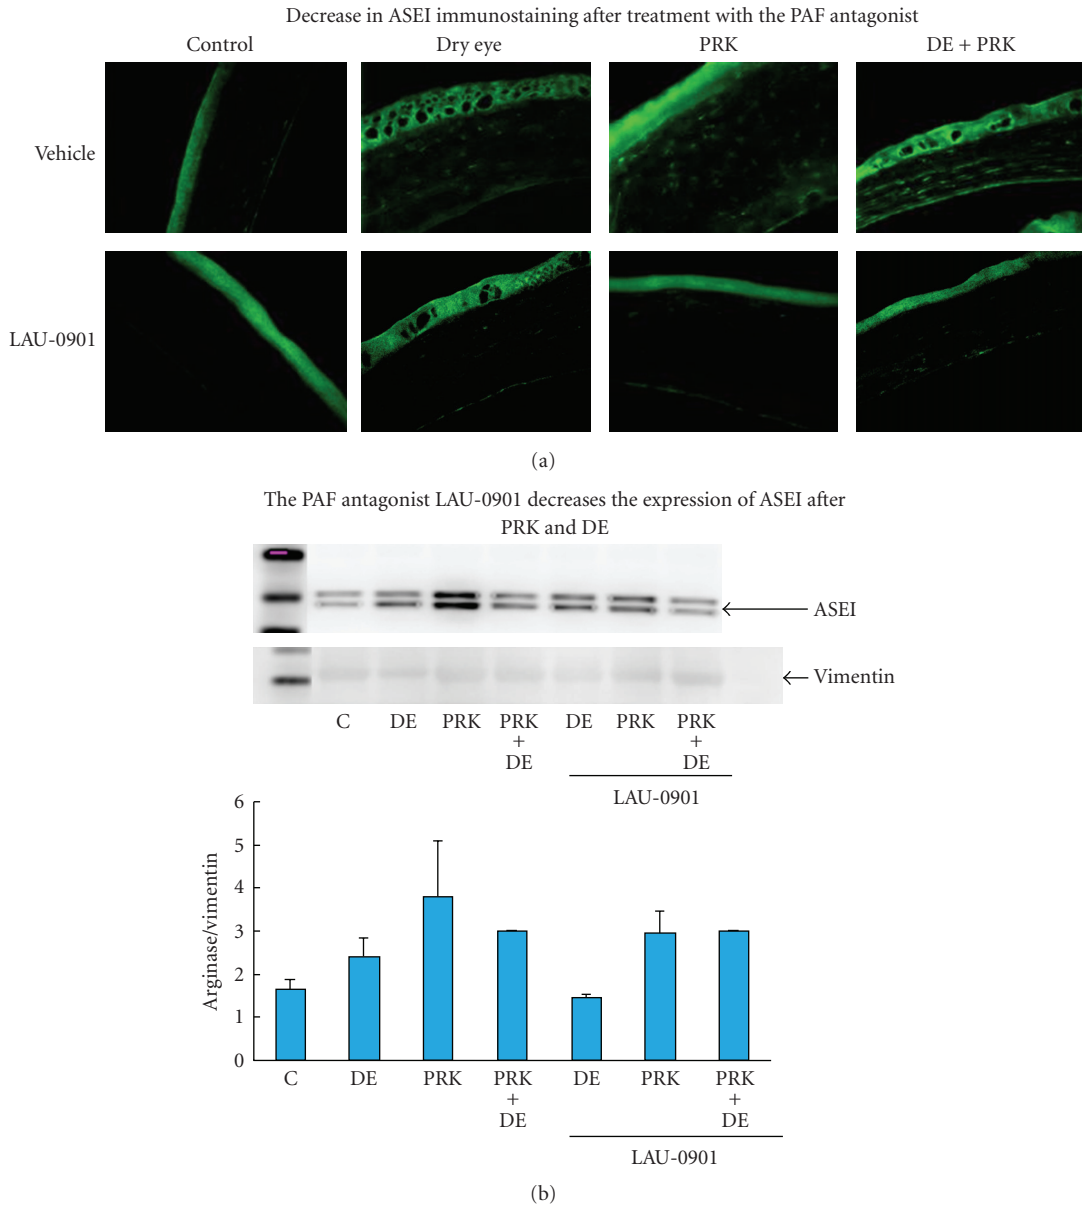 Decrease in ASEI immunostaining after treatment with the PAF antagonist
Control Dry eye PRK DE + PRK
Vehicle
LAU-0901
(a)
The PAF antagonist LAU-0901 decreases the expression of ASEI after
PRK and DE
ASEI
Vimentin
C DE PRK PRK + DE DE PRK PRK + DE
LAU-0901
6
5
4
3
2
1
0
Arginase/vimentin
C DE PRK PRK + DE DE PRK PRK + DE
LAU-0901
(b)